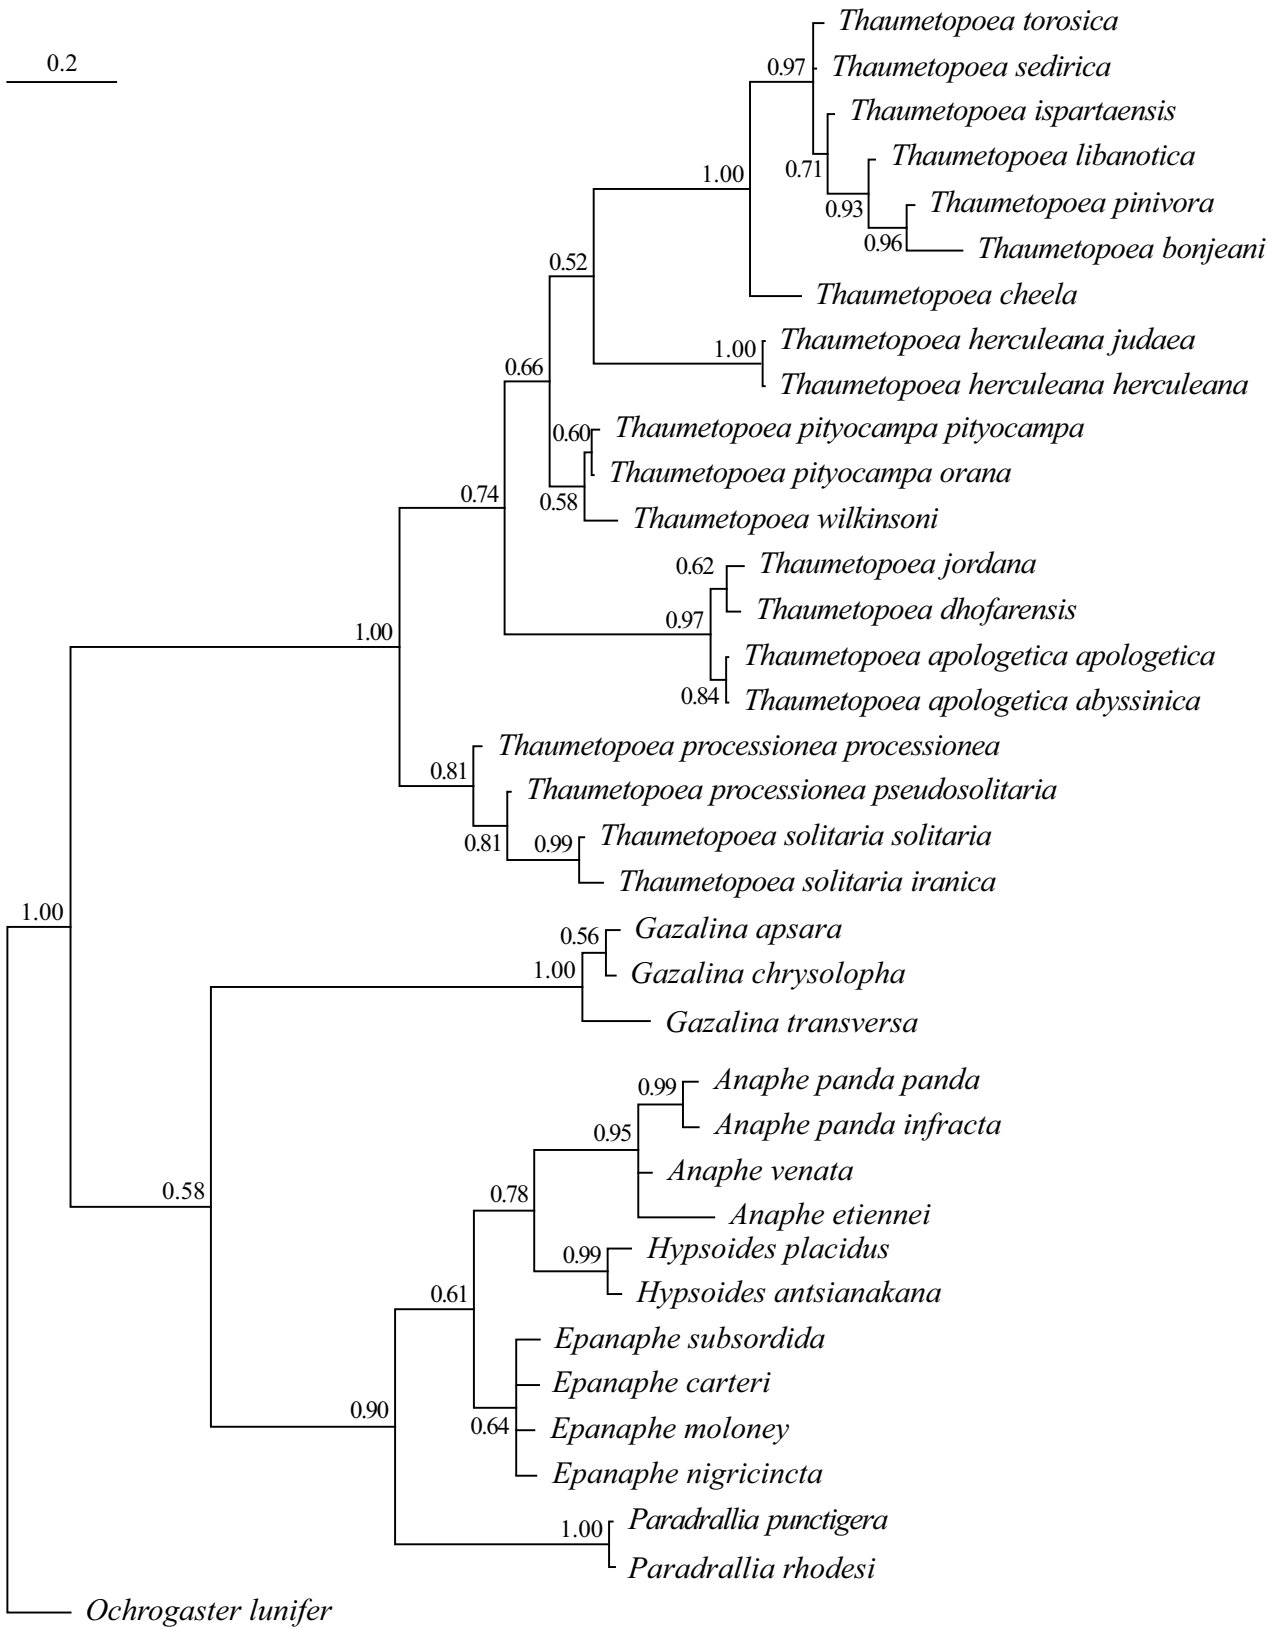 Thaumetopoea torosica
0.2
0.97
Thaumetopoea sedirica
Thaumetopoea ispartaensis
Thaumetopoea libanotica
0.71
1.00
Thaumetopoea pinivora
0.93
0.96
Thaumetopoea bonjeani
0.52
Thaumetopoea cheela
Thaumetopoea herculeana judaea
1.00
0.66
Thaumetopoea herculeana herculeana
Thaumetopoea pityocampa pityocampa
0.60
Thaumetopoea pityocampa orana
0.74
0.58
Thaumetopoea wilkinsoni
Thaumetopoea jordana
0.62
Thaumetopoea dhofarensis
0.97
1.00
Thaumetopoea apologetica apologetica
0.84
Thaumetopoea apologetica abyssinica
Thaumetopoea processionea processionea
0.81
Thaumetopoea processionea pseudosolitaria
Thaumetopoea solitaria solitaria
0.81
0.99
Thaumetopoea solitaria iranica
1.00
Gazalina apsara
0.56
Gazalina chrysolopha
1.00
Gazalina transversa
Anaphe panda panda
0.99
Anaphe panda infracta
0.95
Anaphe venata
0.58
0.78
Anaphe etiennei
Hypsoides placidus
0.99
Hypsoides antsianakana
0.61
Epanaphe subsordida
Epanaphe carteri
0.90
0.64
Epanaphe moloney
Epanaphe nigricincta
Paradrallia punctigera
1.00
Paradrallia rhodesi
Ochrogaster lunifer